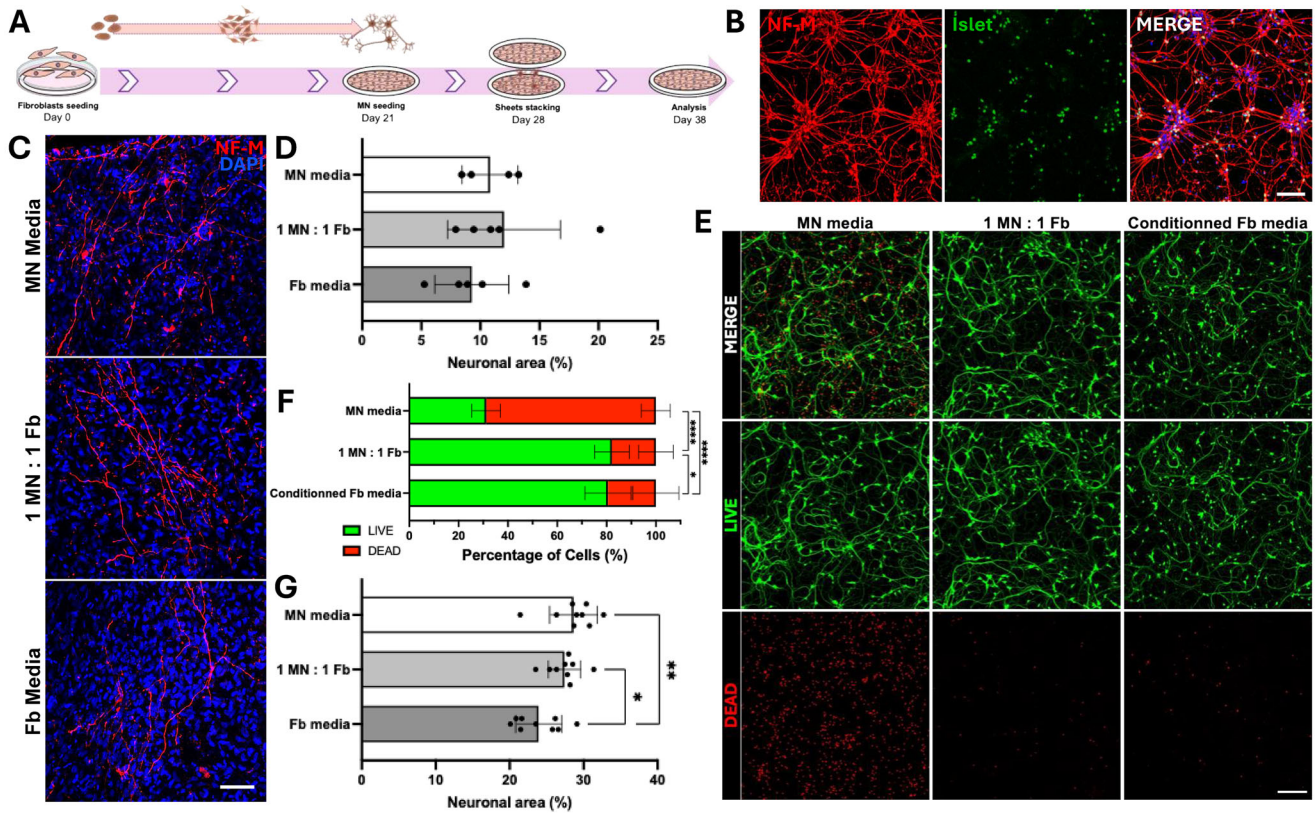 A
Fibroblasts seeding
Day 0
MN seeding
Day 21
Sheets stacking
Day 28
Analysis
Day 38
B
NF-M
Islet
MERGE
C
NF-M
DAPI
MN Media
1 MN : 1 Fb
Fb Media
D
MN media
1 MN : 1 Fb
Fb media
0 5 10 15 20 25
Neuronal area (%)
E
MN media 1 MN : 1 Fb Conditionned Fb media
MERGE
LIVE
DEAD
F
MN media
1 MN : 1 Fb
Conditionned Fb media
****
****
*
0 20 40 60 80 100
LIVE
DEAD
Percentage of Cells (%)
G
MN media
1 MN : 1 Fb
Fb media
*
**
0 10 20 30 40
Neuronal area (%)